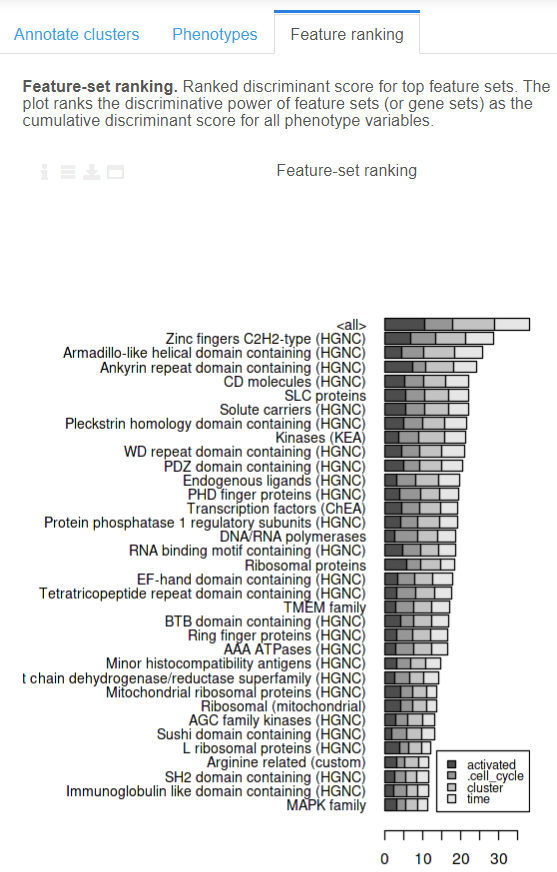 Annotate clusters Phenotypes Feature ranking
Feature-set ranking. Ranked discriminant score for top feature sets. The
plot ranks the discriminative power of feature sets (or gene sets) as the
cumulative discriminant score for all phenotype variables.
Feature-set ranking
<all>
Zinc fingers C2H2-type (HGNC)
Armadillo-like helical domain containing (HGNC)
Ankyrin repeat domain containing (HGNC)
CD molecules (HGNC)
SLC proteins
Solute carriers (HGNC)
Pleckstrin homology domain containing (HGNC)
Kinases (KEA)
WD repeat domain containing (HGNC)
PDZ domain containing (HGNC)
Endogenous ligands (HGNC)
PHD finger proteins (HGNC)
Transcription factors (ChEA)
Protein phosphatase 1 regulatory subunits (HGNC)
DNA/RNA polymerases
RNA binding motif containing (HGNC)
Ribosomal proteins
EF-hand domain containing (HGNC)
Tetratricopeptide repeat domain containing (HGNC)
TMEM family
BTB domain containing (HGNC)
Ring finger proteins (HGNC)
AAA ATPases (HGNC)
Minor histocompatibility antigens (HGNC)
t chain dehydrogenase/reductase superfamily (HGNC)
Mitochondrial ribosomal proteins (HGNC)
Ribosomal (mitochondrial)
AGC family kinases (HGNC)
Sushi domain containing (HGNC)
L ribosomal proteins (HGNC)
Arginine related (custom)
SH2 domain containing (HGNC)
Immunoglobulin like domain containing (HGNC)
MAPK family
activated
.cell_cycle
cluster
time
0 10 20 30